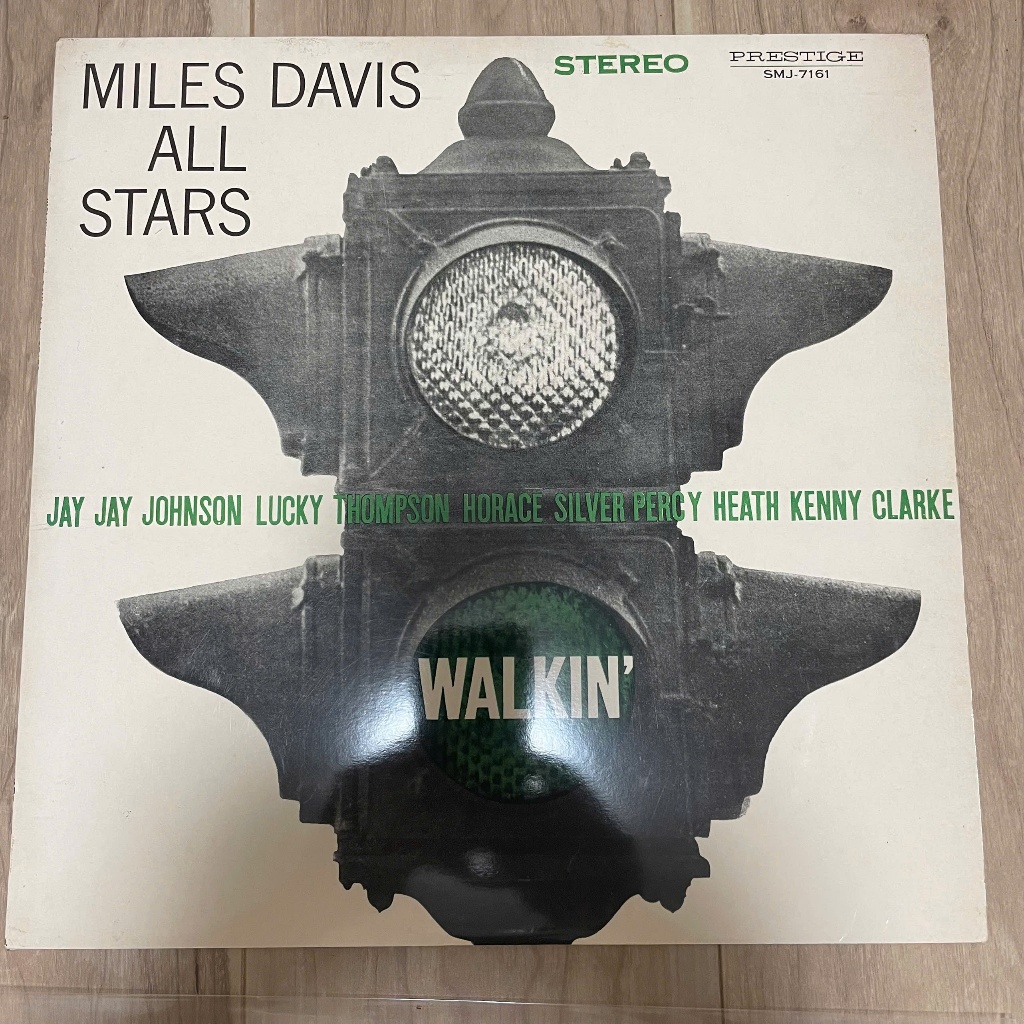 MILES DAVIS
ALL
STARS
STEREO
PRESTIGE
SMJ-7161
JAY JAY JOHNSON LUCKY THOMPSON HORACE SILVER PERCY HEATH KENNY CLARKE
WALKIN'